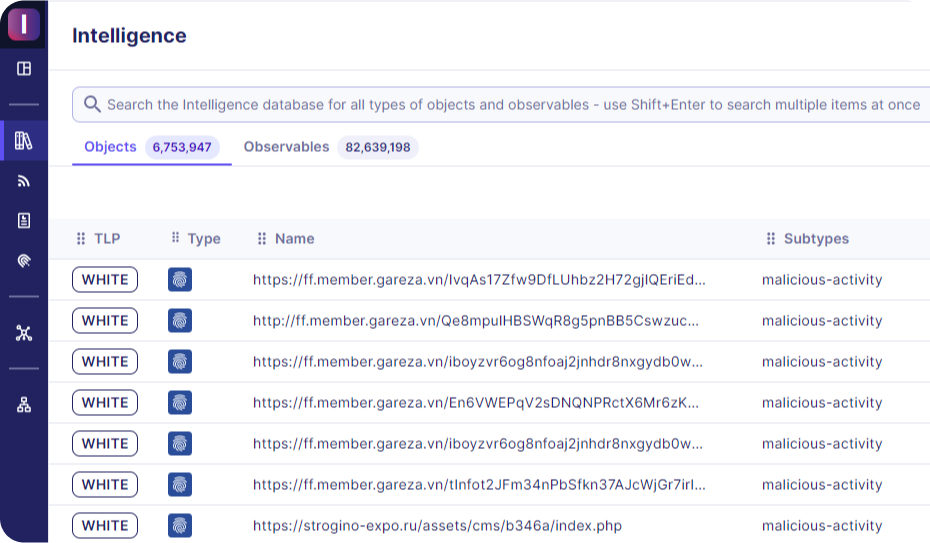 Intelligence
Search the Intelligence database for all types of objects and observables - use Shift+Enter to search multiple items at once
Objects 6,753,947 Observables 82,639,198
TLP Type Name Subtypes
WHITE https://ff.member.gareza.vn/IvqAs17Zfw9DfLUhbz2H72gjlQEriEd... malicious-activity
WHITE http://ff.member.gareza.vn/Qe8mpulHBSWqR8g5pnBB5Cswzuc... malicious-activity
WHITE https://ff.member.gareza.vn/iboyzvr6og8nfoaj2jnhdr8nxgydb0w... malicious-activity
WHITE https://ff.member.gareza.vn/En6VWEPqV2sDNQNPRctX6Mr6zK... malicious-activity
WHITE https://ff.member.gareza.vn/iboyzvr6og8nfoaj2jnhdr8nxgydb0w... malicious-activity
WHITE https://ff.member.gareza.vn/tlnfot2JFm34nPbSfkn37AJcWjGr7irl... malicious-activity
WHITE https://strogino-expo.ru/assets/cms/b346a/index.php malicious-activity